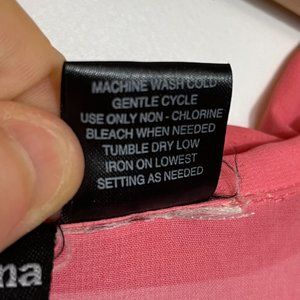 MACHINE WASH COLD
GENTLE CYCLE
USE ONLY NON - CHLORINE
BLEACH WHEN NEEDED
TUMBLE DRY LOW
IRON ON LOWEST
SETTING AS NEEDED
na